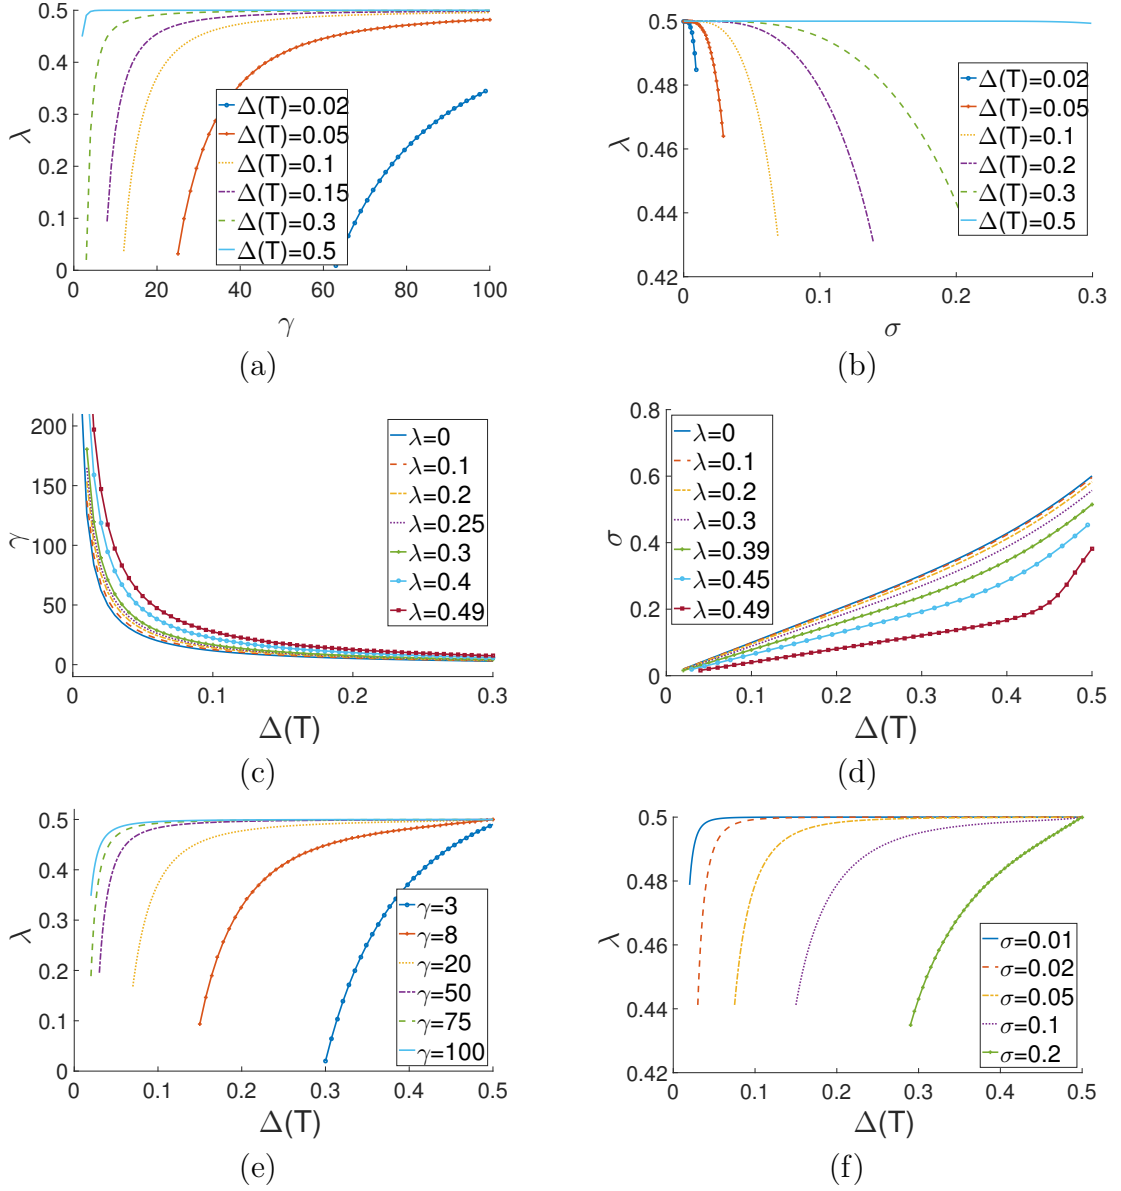 0.5
0.4
0.3
0.2
0.1
0
λ
Δ(T)=0.02
Δ(T)=0.05
Δ(T)=0.1
Δ(T)=0.15
Δ(T)=0.3
Δ(T)=0.5
0 20 40 60 80 100
γ
(a)
0.5
0.48
0.46
0.44
0.42
λ
Δ(T)=0.02
Δ(T)=0.05
Δ(T)=0.1
Δ(T)=0.2
Δ(T)=0.3
Δ(T)=0.5
0 0.1 0.2 0.3
σ
(b)
200
150
100
50
0
γ
λ=0
λ=0.1
λ=0.2
λ=0.25
λ=0.3
λ=0.4
λ=0.49
0 0.1 0.2 0.3
Δ(T)
(c)
0.8
0.6
0.4
0.2
0
σ
λ=0
λ=0.1
λ=0.2
λ=0.3
λ=0.39
λ=0.45
λ=0.49
0.1 0.2 0.3 0.4 0.5
Δ(T)
(d)
0.5
0.4
0.3
0.2
0.1
0
λ
γ=3
γ=8
γ=20
γ=50
γ=75
γ=100
0 0.1 0.2 0.3 0.4 0.5
Δ(T)
(e)
0.5
0.48
0.46
0.44
0.42
λ
σ=0.01
σ=0.02
σ=0.05
σ=0.1
σ=0.2
0 0.1 0.2 0.3 0.4 0.5
Δ(T)
(f)